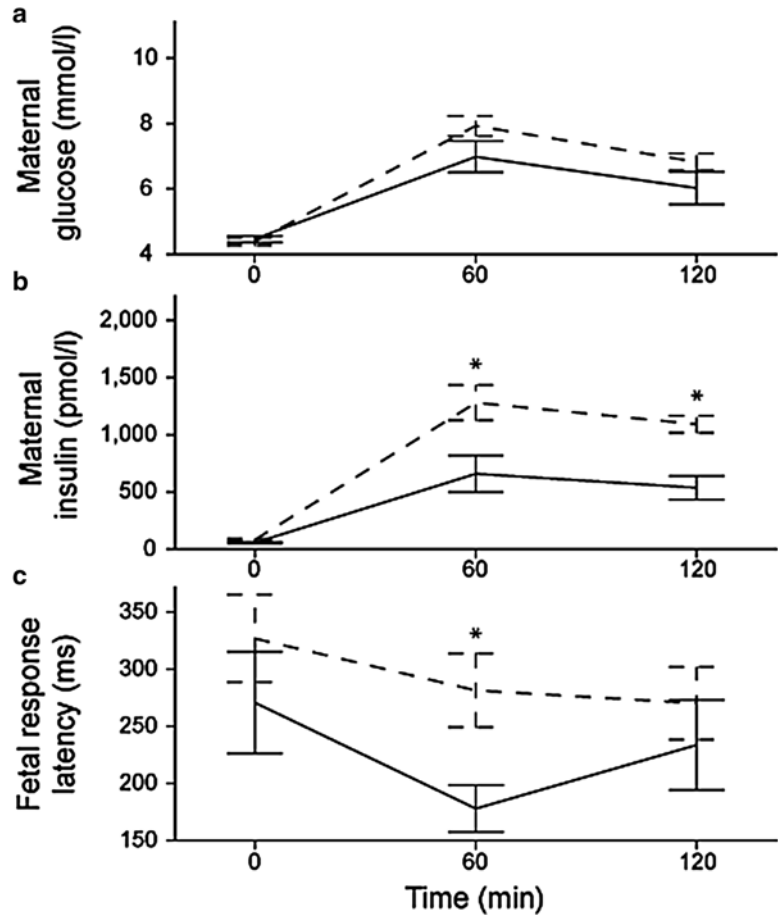 a
Maternal
glucose (mmol/l)
10
8
6
4
0 60 120
b
Maternal
insulin (pmol/l)
2,000
1,500
1,000
500
0
* *
0 60 120
c
Fetal response
latency (ms)
350
300
250
200
150
*
0 60 120
Time (min)